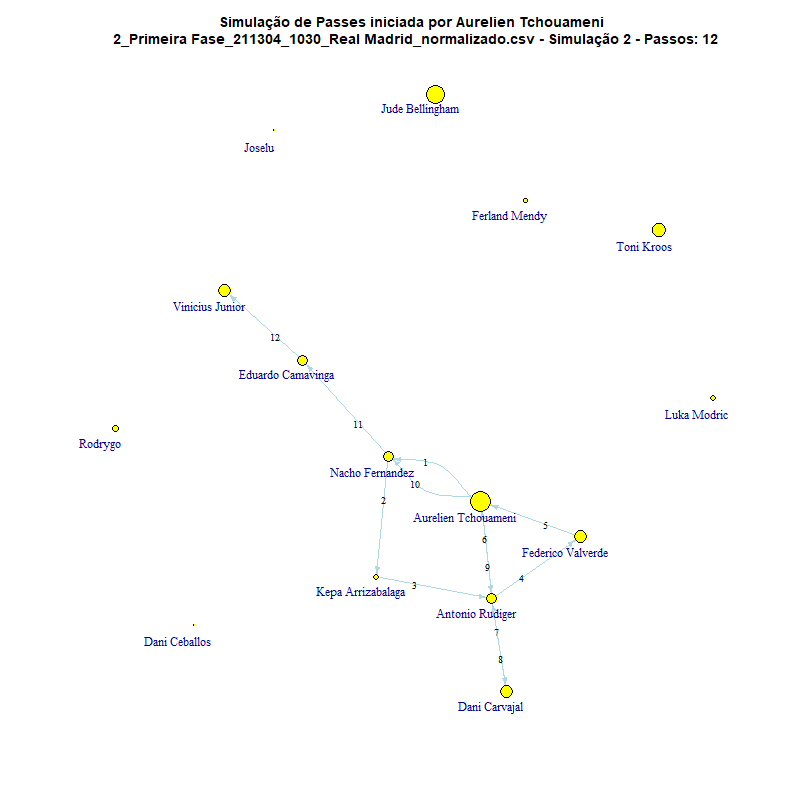 Simulação de Passes iniciada por Aurelien Tchouameni
2_Primeira Fase_211304_1030_Real Madrid_normalizado.csv - Simulação 2 - Passos: 12
Jude Bellingham
Joselu
Ferland Mendy
Toni Kroos
Vinicius Junior
12
Eduardo Camavinga
Luka Modric
11
Rodrygo
1
Nacho Fernandez
10
2
Aurelien Tchouameni
5
6
Federico Valverde
9
4
3
Kepa Arrizabalaga
Antonio Rudiger
7
Dani Ceballos
8
Dani Carvajal